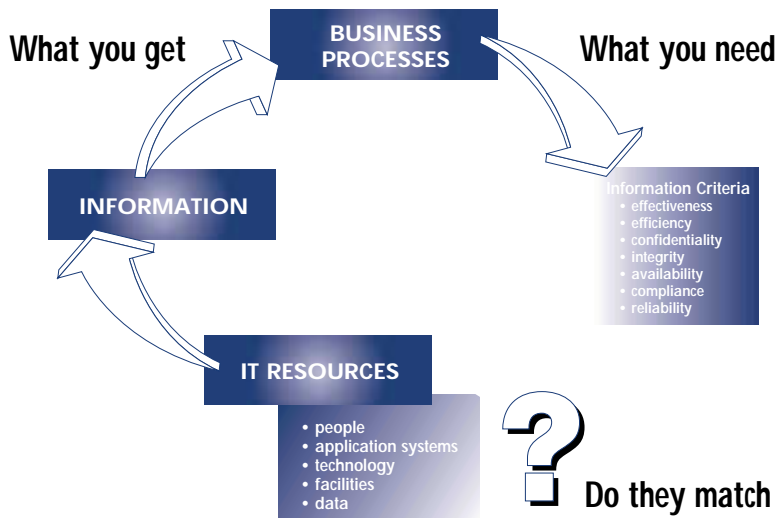 What you get
BUSINESS
PROCESSES
What you need
INFORMATION
Information Criteria
• effectiveness
• efficiency
• confidentiality
• integrity
• availability
• compliance
• reliability
IT RESOURCES
• people
• application systems
• technology
• facilities
• data
?
Do they match